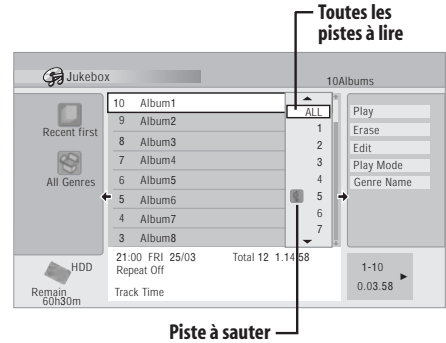 Toutes les
pistes à lire
Jukebox
10Albums
Recent first
All Genres
10 Album1
9 Album2
8 Album3
7 Album4
6 Album5
5 Album6
4 Album7
3 Album8
ALL
1
2
3
4
5
6
7
Play
Erase
Edit
Play Mode
Genre Name
HDD
Remain
60h30m
21:00 FRI 25/03 Total 12 1.14.58
Repeat Off
Track Time
1-10
0.03.58
Piste à sauter